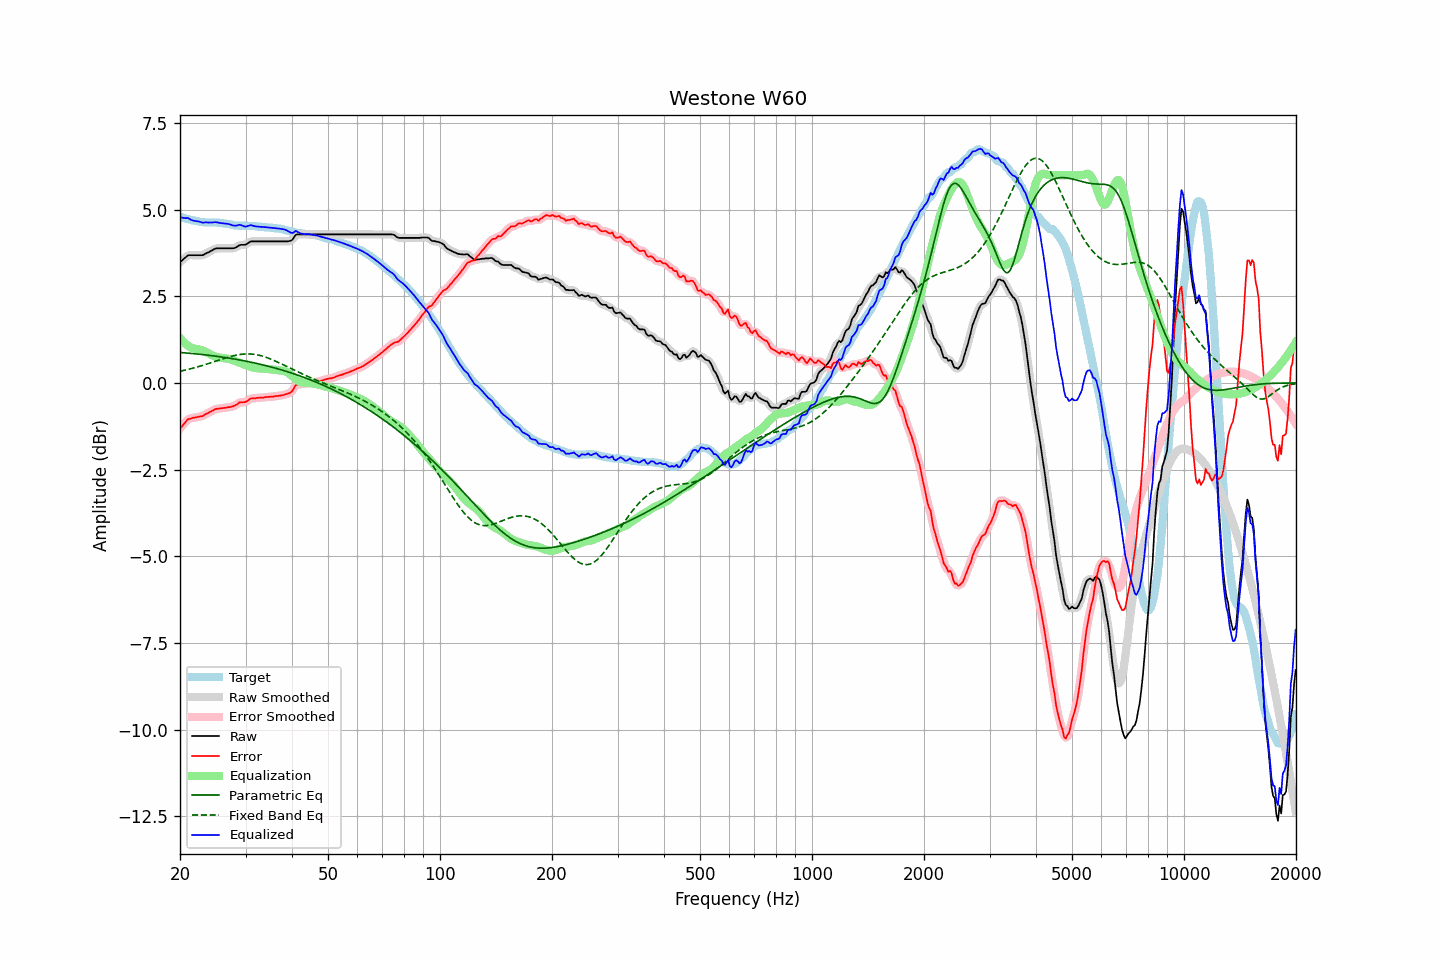 Westone W60
7.5
5.0
2.5
0.0
−2.5
−5.0
−7.5
−10.0
−12.5
Amplitude (dBr)
Target
Raw Smoothed
Error Smoothed
Raw
Error
Equalization
Parametric Eq
Fixed Band Eq
Equalized
20 50 100 200 500 1000 2000 5000 10000 20000
Frequency (Hz)